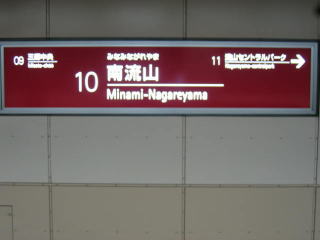 09 三郷中央
みなみながれやま
10 南流山
Minami-Nagareyama
11 流山セントラルパーク